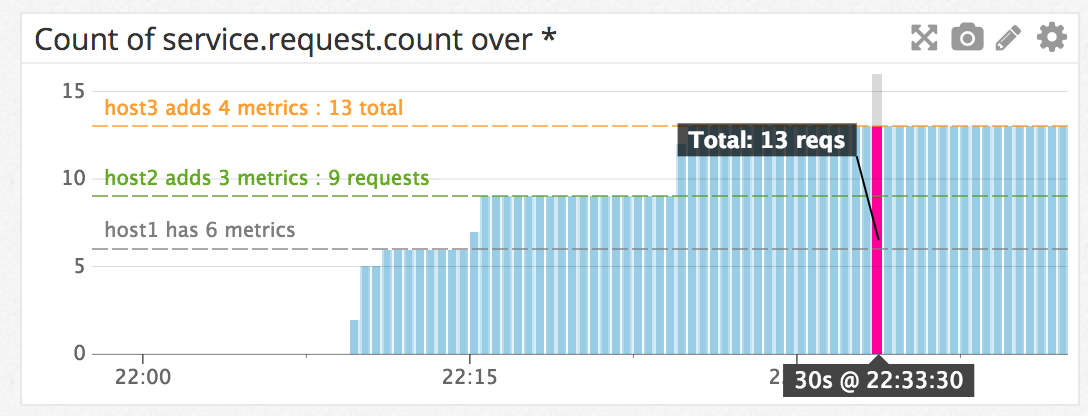 Count of service.request.count over *
15
host3 adds 4 metrics : 13 total
Total: 13 reqs
10
host2 adds 3 metrics : 9 requests
host1 has 6 metrics
5
0
22:00
22:15
30s @ 22:33:30